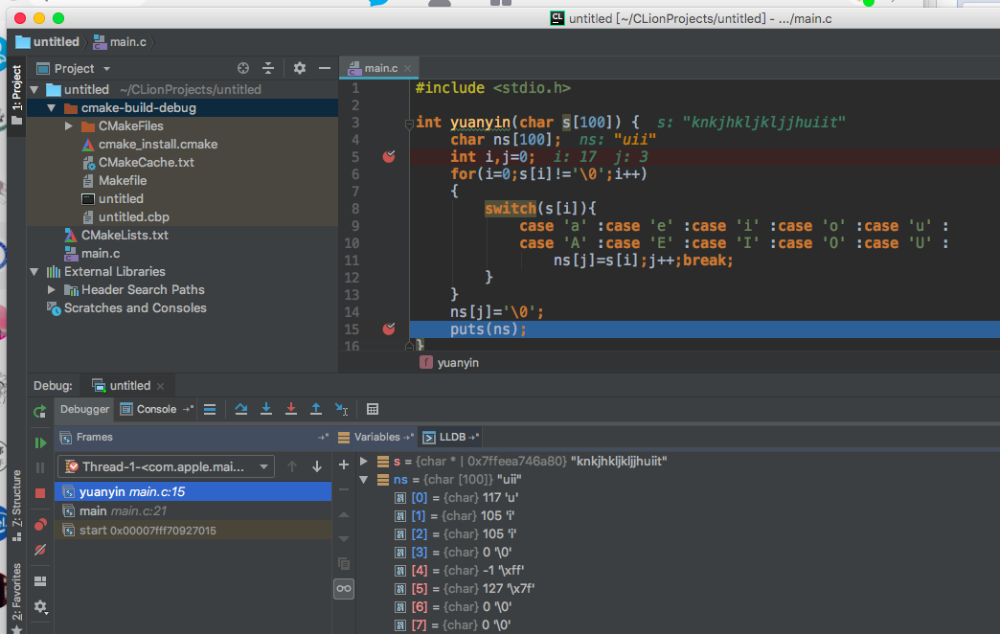 untitled [~/CLionProjects/untitled] - .../main.c
untitled main.c
1: Project
Project
main.c
untitled ~/CLionProjects/untitled
cmake-build-debug
CMakeFiles
cmake_install.cmake
CMakeCache.txt
Makefile
untitled
untitled.cbp
CMakeLists.txt
main.c
External Libraries
Header Search Paths
Scratches and Consoles
1 #include <stdio.h>
2
3 int yuanyin(char s[100]) { s: "knkjhkljkljjhuiit"
4 char ns[100]; ns: "uii"
5 int i,j=0; i: 17 j: 3
6 for(i=0;s[i]!='\0';i++)
7 {
8 switch(s[i]){
9 case 'a' :case 'e' :case 'i' :case 'o' :case 'u' :
10 case 'A' :case 'E' :case 'I' :case 'O' :case 'U' :
11 ns[j]=s[i];j++;break;
12 }
13 }
14 ns[j]='\0';
15 puts(ns);
16 }
yuanyin
Debug: untitled
Debugger Console
Frames
Variables LLDB
Thread-1-<com.apple.mai...
yuanyin main.c:15
main main.c:21
start 0x00007fff70927015
s = {char * | 0x7ffeea746a80} "knkjhkljkljjhuiit"
ns = {char [100]} "uii"
[0] = {char} 117 'u'
[1] = {char} 105 'i'
[2] = {char} 105 'i'
[3] = {char} 0 '\0'
[4] = {char} -1 '\xff'
[5] = {char} 127 '\x7f'
[6] = {char} 0 '\0'
[7] = {char} 0 '\0'
7: Structure
2: Favorites